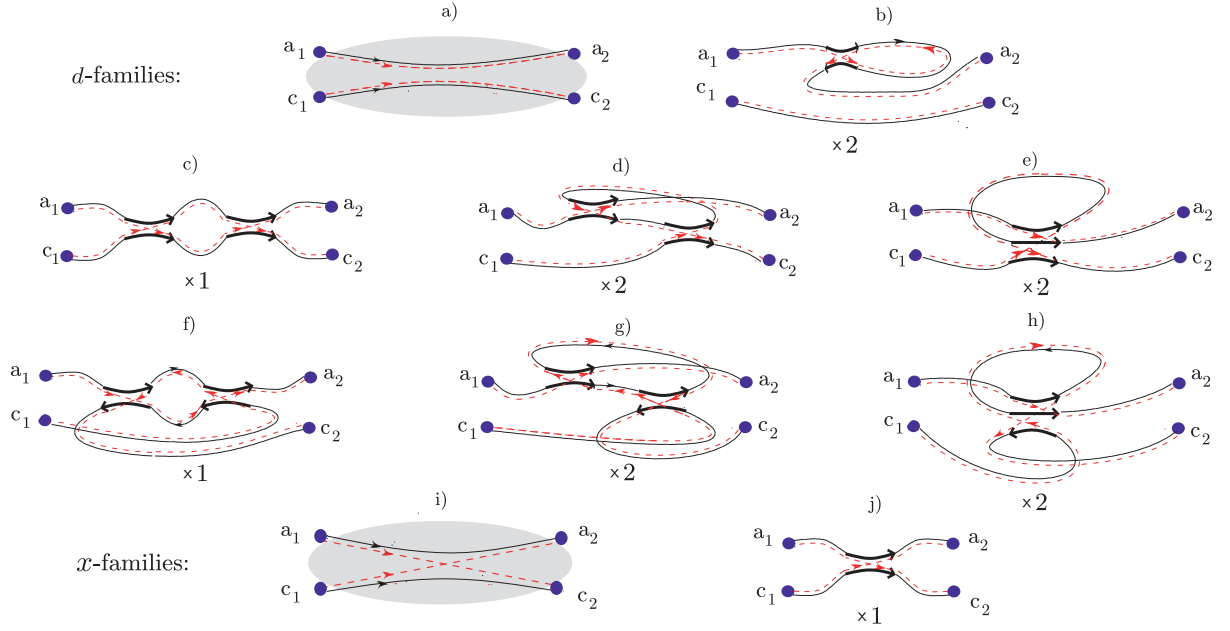 a)
b)
a₁ a₂ a₁ a₂
d-families:
c₁ c₂ c₁ c₂
×2
c) d) e)
a₁ a₂ a₁ a₂ a₁ a₂
c₁ c₂ c₁ c₂ c₁ c₂
×1 ×2 ×2
f) g) h)
a₁ a₂ a₁ a₂ a₁ a₂
c₁ c₂ c₁ c₂ c₁ c₂
×1 ×2 ×2
i) j)
a₁ a₂ a₁ a₂
x-families:
c₁ c₂ c₁ c₂
×1